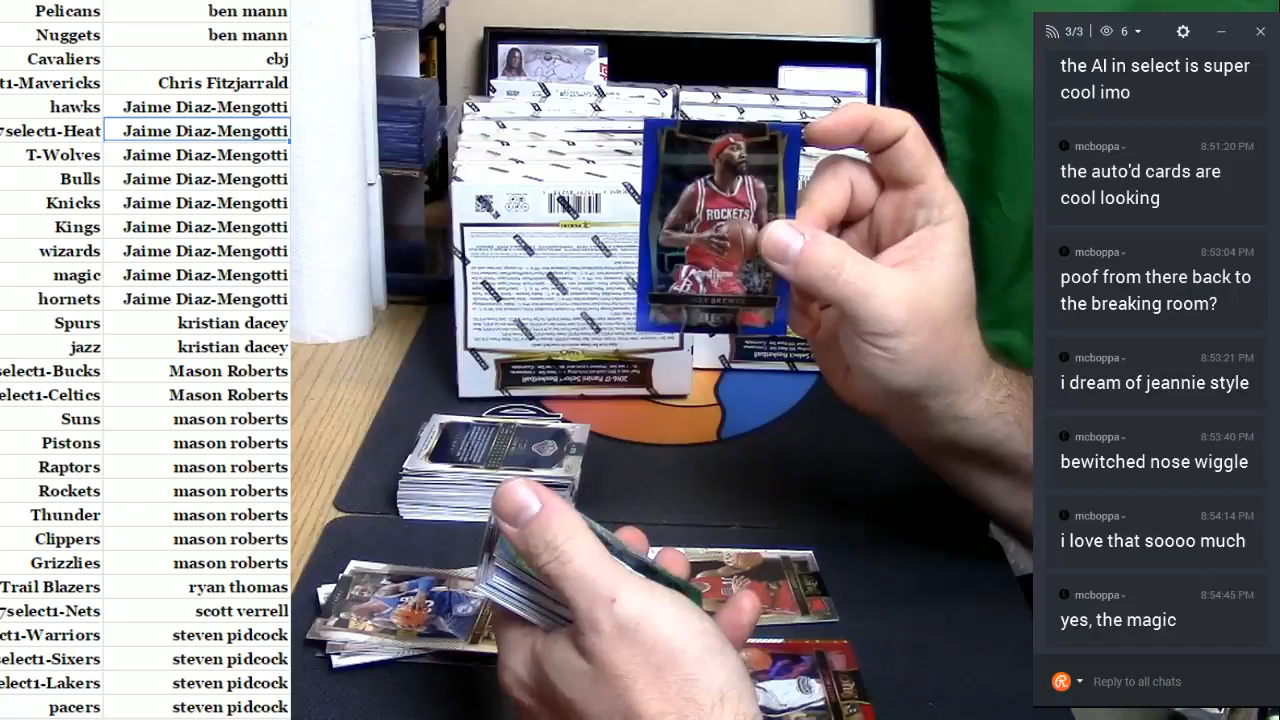 Pelicans ben mann
Nuggets ben mann
Cavaliers cbj
t1-Mavericks Chris Fitzjarrald
hawks Jaime Diaz-Mengotti
7select1-Heat Jaime Diaz-Mengotti
T-Wolves Jaime Diaz-Mengotti
Bulls Jaime Diaz-Mengotti
Knicks Jaime Diaz-Mengotti
Kings Jaime Diaz-Mengotti
wizards Jaime Diaz-Mengotti
magic Jaime Diaz-Mengotti
hornets Jaime Diaz-Mengotti
Spurs kristian dacey
jazz kristian dacey
select1-Bucks Mason Roberts
elect1-Celtics Mason Roberts
Suns mason roberts
Pistons mason roberts
Raptors mason roberts
Rockets mason roberts
Thunder mason roberts
Clippers mason roberts
Grizzlies mason roberts
Trail Blazers ryan thomas
7select1-Nets scott verrell
ct1-Warriors steven pidcock
select1-Sixers steven pidcock
elect1-Lakers steven pidcock
pacers steven pidcock
ROCKETS
BREWER
2016-17 Panini Select Basketball
3/3 6
the AI in select is super
cool imo
mcboppa 8:51:20 PM
the auto'd cards are
cool looking
mcboppa 8:53:04 PM
poof from there back to
the breaking room?
mcboppa 8:53:21 PM
i dream of jeannie style
mcboppa 8:53:40 PM
bewitched nose wiggle
mcboppa 8:54:14 PM
i love that soooo much
mcboppa 8:54:45 PM
yes, the magic
Reply to all chats